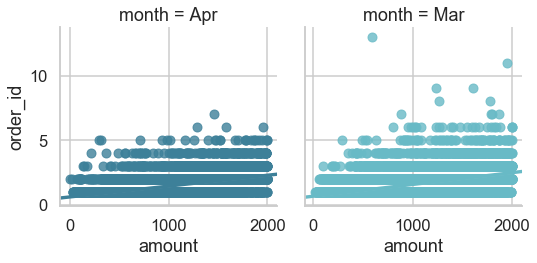 month = Apr
month = Mar
order_id
10
5
0
0
1000
2000
0
1000
2000
amount
amount